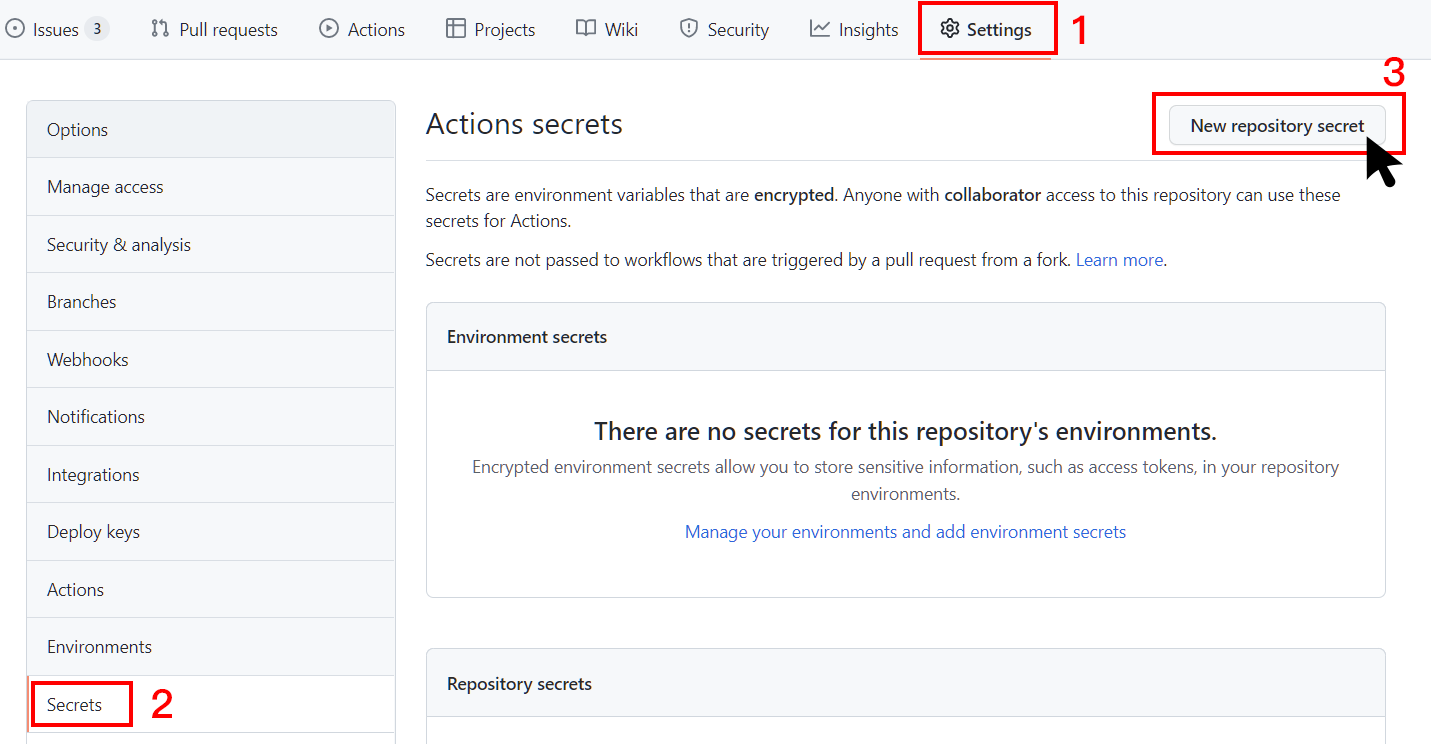 Issues 3 Pull requests Actions Projects Wiki Security Insights Settings 1
3
Options
Manage access
Security & analysis
Branches
Webhooks
Notifications
Integrations
Deploy keys
Actions
Environments
Secrets 2
Actions secrets
New repository secret
Secrets are environment variables that are encrypted. Anyone with collaborator access to this repository can use these
secrets for Actions.
Secrets are not passed to workflows that are triggered by a pull request from a fork. Learn more.
Environment secrets
There are no secrets for this repository's environments.
Encrypted environment secrets allow you to store sensitive information, such as access tokens, in your repository
environments.
Manage your environments and add environment secrets
Repository secrets